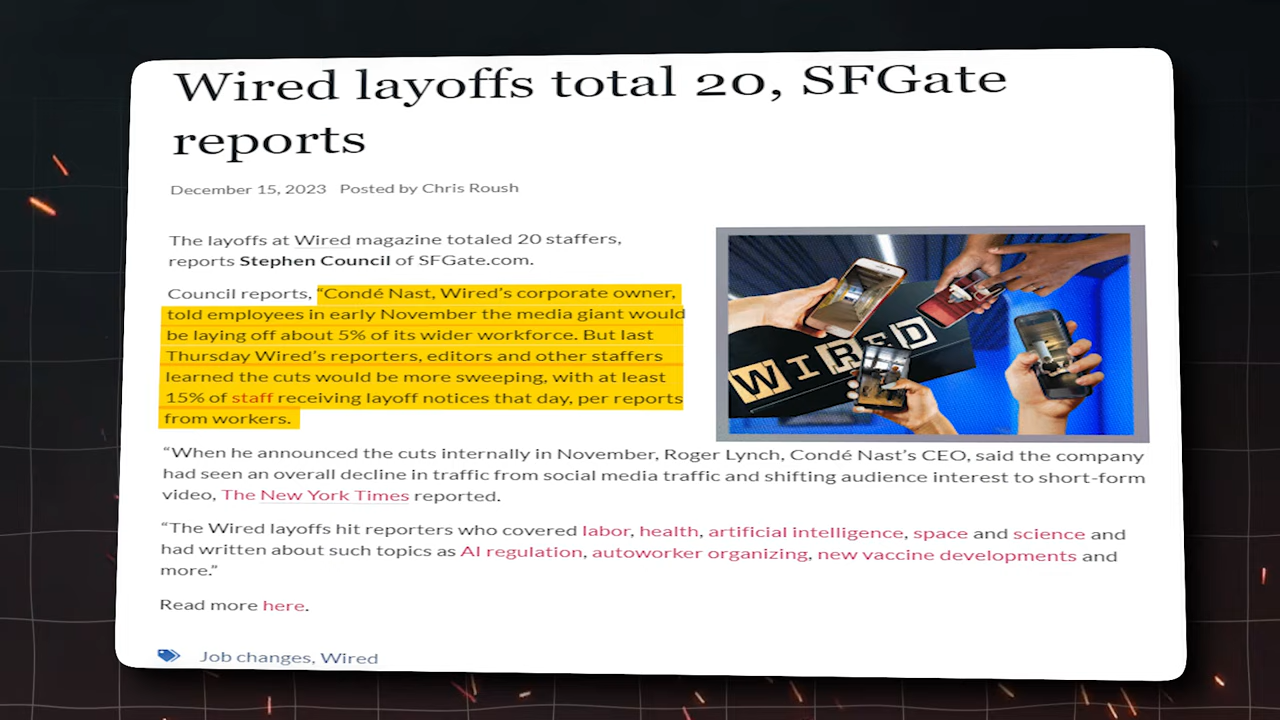 Wired layoffs total 20, SFGate
reports
December 15, 2023 Posted by Chris Roush
The layoffs at Wired magazine totaled 20 staffers,
reports Stephen Council of SFGate.com.
Council reports, “Condé Nast, Wired’s corporate owner,
told employees in early November the media giant would
be laying off about 5% of its wider workforce. But last
Thursday Wired’s reporters, editors and other staffers
learned the cuts would be more sweeping, with at least
15% of staff receiving layoff notices that day, per reports
from workers.
WIRED
“When he announced the cuts internally in November, Roger Lynch, Condé Nast’s CEO, said the company
had seen an overall decline in traffic from social media traffic and shifting audience interest to short-form
video, The New York Times reported.
“The Wired layoffs hit reporters who covered labor, health, artificial intelligence, space and science and
had written about such topics as AI regulation, autoworker organizing, new vaccine developments and
more.”
Read more here.
Job changes, Wired